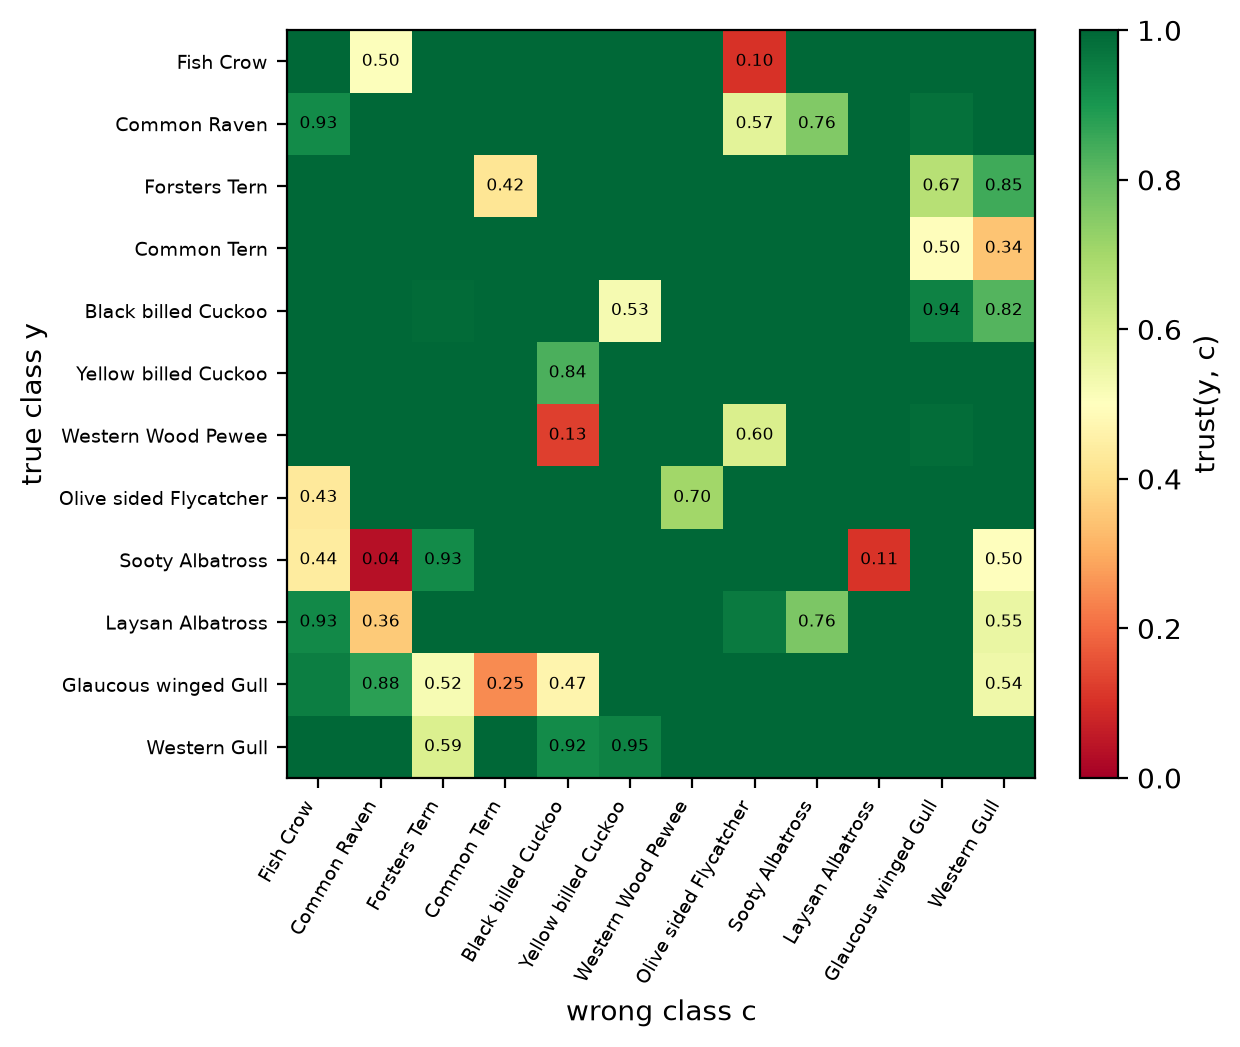 Fish Crow 0.50 0.10
Common Raven 0.93 0.57 0.76
Forsters Tern 0.42 0.67 0.85
Common Tern 0.50 0.34
Black billed Cuckoo 0.53 0.94 0.82
Yellow billed Cuckoo 0.84
Western Wood Pewee 0.13 0.60
Olive sided Flycatcher 0.43 0.70
Sooty Albatross 0.44 0.04 0.93 0.11 0.50
Laysan Albatross 0.93 0.36 0.76 0.55
Glaucous winged Gull 0.88 0.52 0.25 0.47 0.54
Western Gull 0.59 0.92 0.95
true class y
Fish Crow
Common Raven
Forsters Tern
Common Tern
Black billed Cuckoo
Yellow billed Cuckoo
Western Wood Pewee
Olive sided Flycatcher
Sooty Albatross
Laysan Albatross
Glaucous winged Gull
Western Gull
wrong class c
1.0
0.8
0.6
0.4
0.2
0.0
trust(y, c)